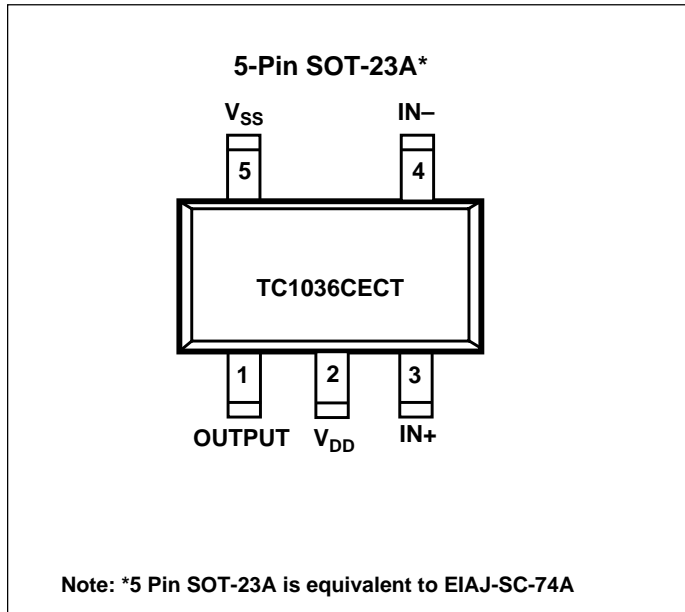 5-Pin SOT-23A*
VSS IN–
5 4
TC1036CECT
1 2 3
OUTPUT VDD IN+
Note: *5 Pin SOT-23A is equivalent to EIAJ-SC-74A